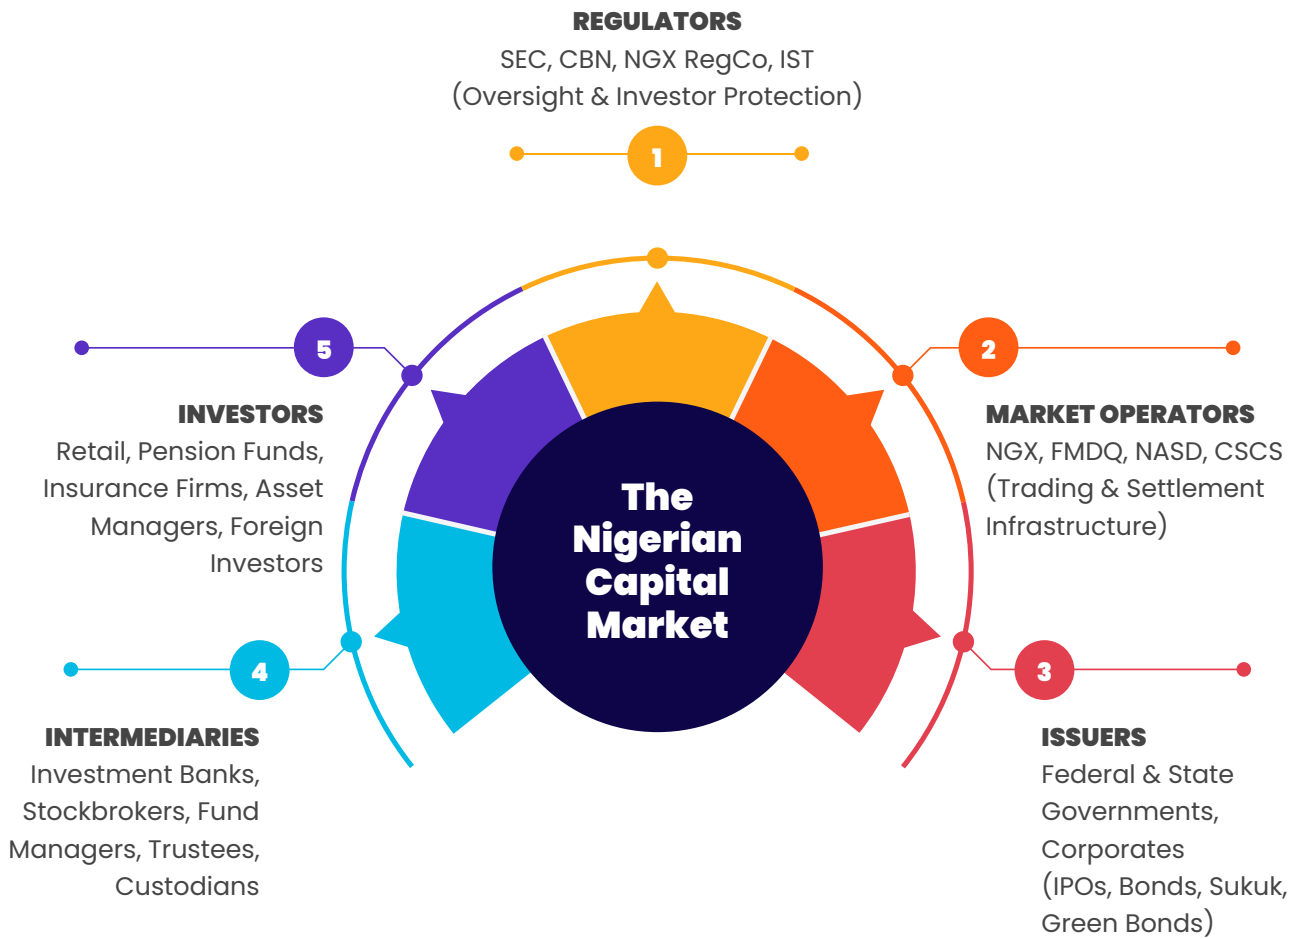 REGULATORS
SEC, CBN, NGX RegCo, IST
(Oversight & Investor Protection)
1
2
MARKET OPERATORS
NGX, FMDQ, NASD, CSCS
(Trading & Settlement
Infrastructure)
3
ISSUERS
Federal & State
Governments,
Corporates
(IPOs, Bonds, Sukuk,
Green Bonds)
4
INTERMEDIARIES
Investment Banks,
Stockbrokers, Fund
Managers, Trustees,
Custodians
5
INVESTORS
Retail, Pension Funds,
Insurance Firms, Asset
Managers, Foreign
Investors
The
Nigerian
Capital
Market